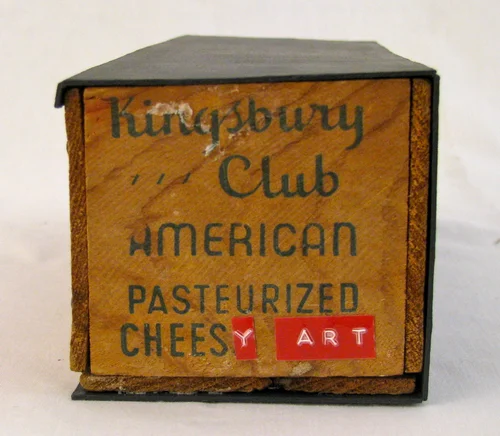 Kingsbury
Club
AMERICAN
PASTEURIZED
CHEESY ART